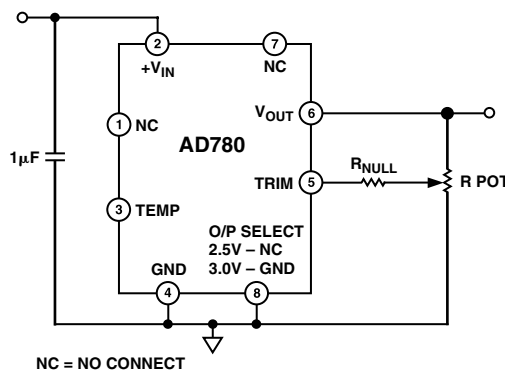 2
7
+VIN
NC
1 NC
VOUT 6
AD780
1μF
RNULL
TRIM 5
R POT
3 TEMP
O/P SELECT
2.5V – NC
3.0V – GND
GND
4
8
NC = NO CONNECT